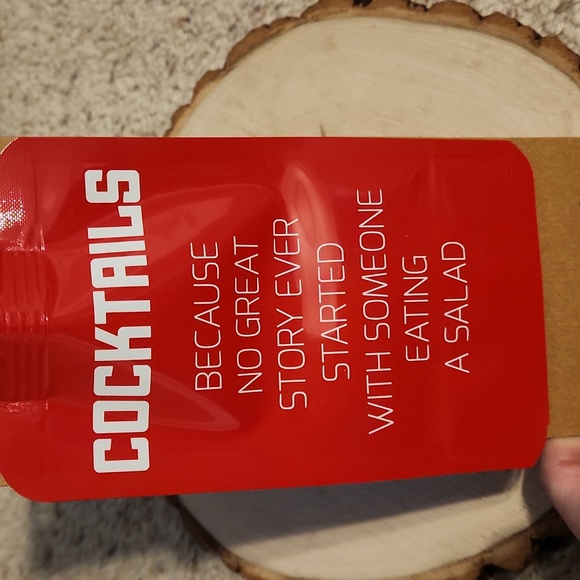 COCKTAILS
BECAUSE
NO GREAT
STORY EVER
STARTED
WITH SOMEONE
EATING
A SALAD